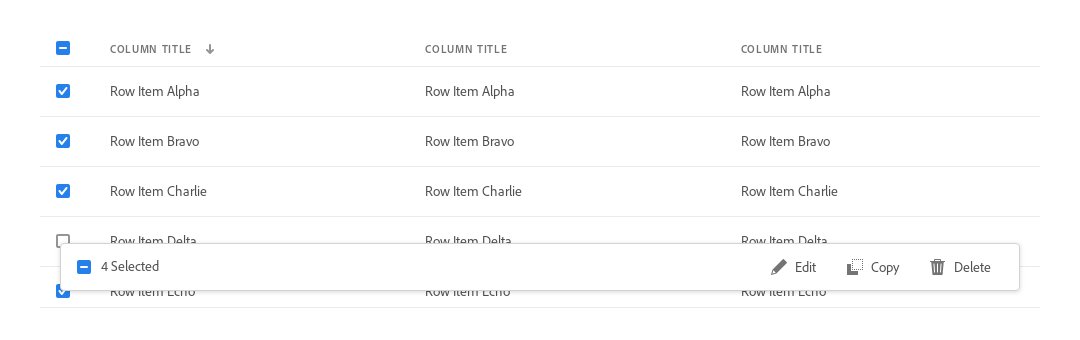 COLUMN TITLE COLUMN TITLE COLUMN TITLE
Row Item Alpha Row Item Alpha Row Item Alpha
Row Item Bravo Row Item Bravo Row Item Bravo
Row Item Charlie Row Item Charlie Row Item Charlie
Row Item Delta Row Item Delta Row Item Delta
4 Selected Edit Copy Delete
Row Item Echo Row Item Echo Row Item Echo